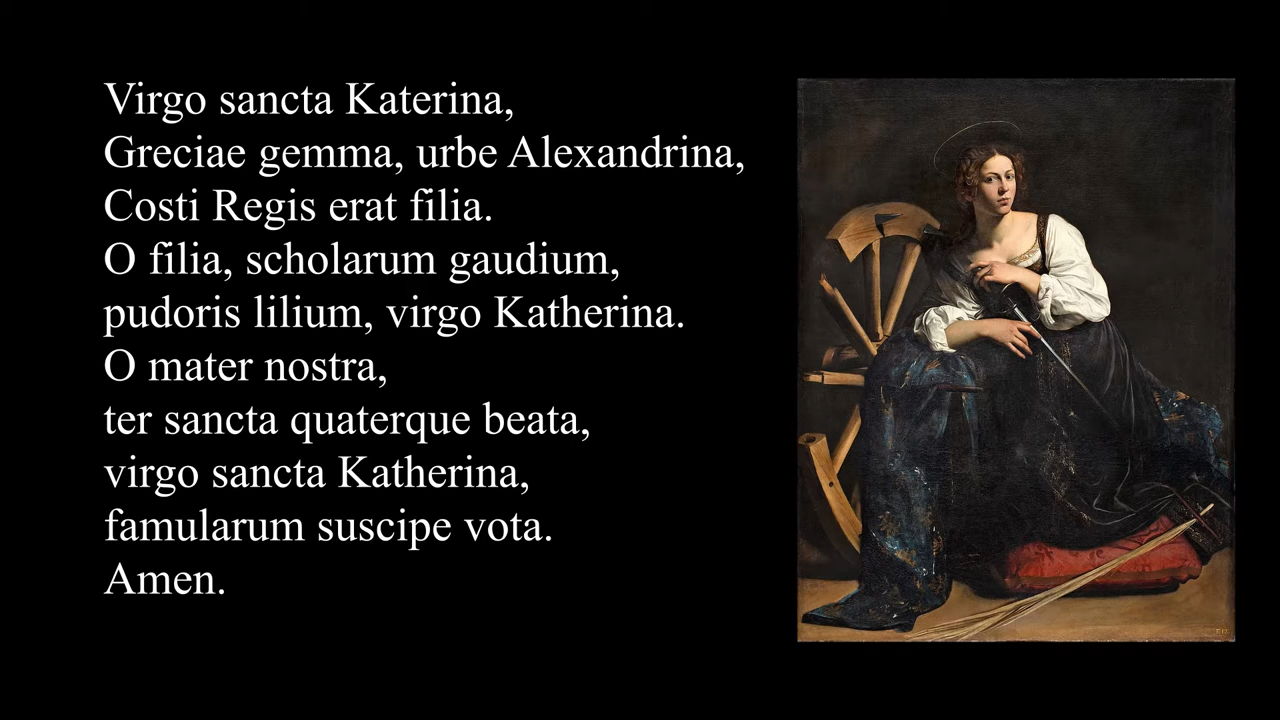 Virgo sancta Katerina,
Greciae gemma, urbe Alexandrina,
Costi Regis erat filia.
O filia, scholarum gaudium,
pudoris lilium, virgo Katherina.
O mater nostra,
ter sancta quaterque beata,
virgo sancta Katherina,
famularum suscipe vota.
Amen.